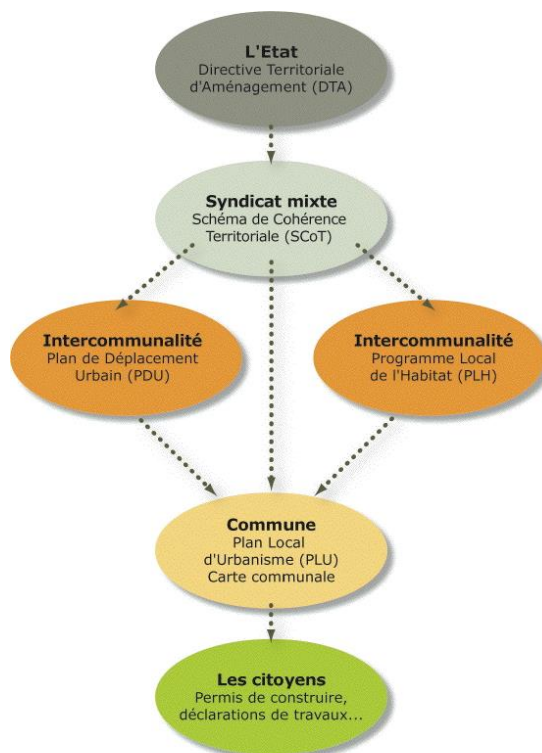 L'Etat
Directive Territoriale
d'Aménagement (DTA)
Syndicat mixte
Schéma de Cohérence
Territoriale (SCoT)
Intercommunalité
Plan de Déplacement
Urbain (PDU)
Intercommunalité
Programme Local
de l'Habitat (PLH)
Commune
Plan Local
d'Urbanisme (PLU)
Carte communale
Les citoyens
Permis de construire,
déclarations de travaux...